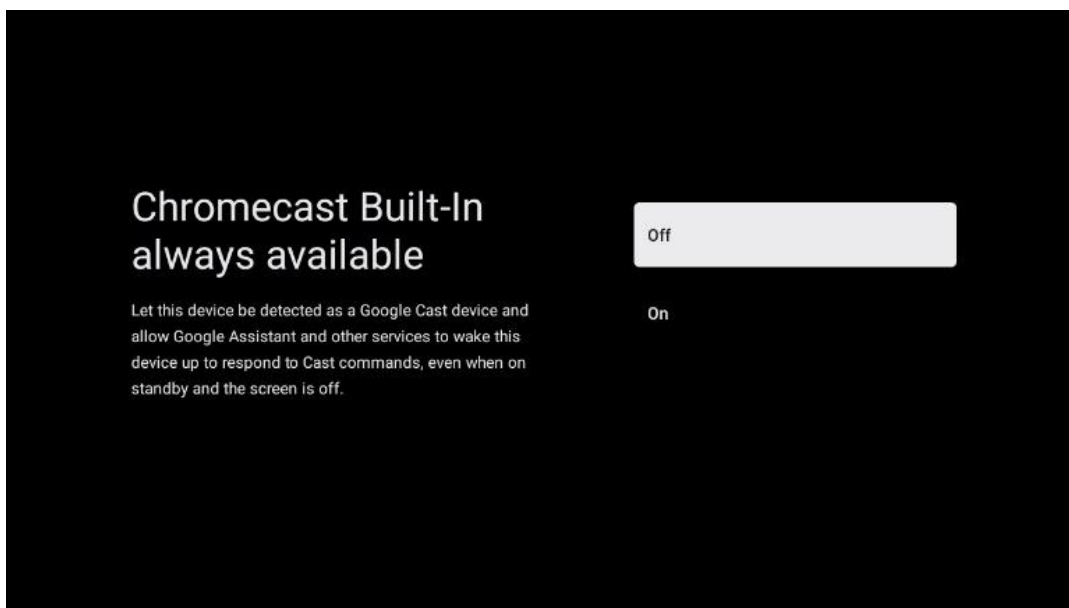 Chromecast Built-In
always available
Let this device be detected as a Google Cast device and
allow Google Assistant and other services to wake this
device up to respond to Cast commands, even when on
standby and the screen is off.
Off
On